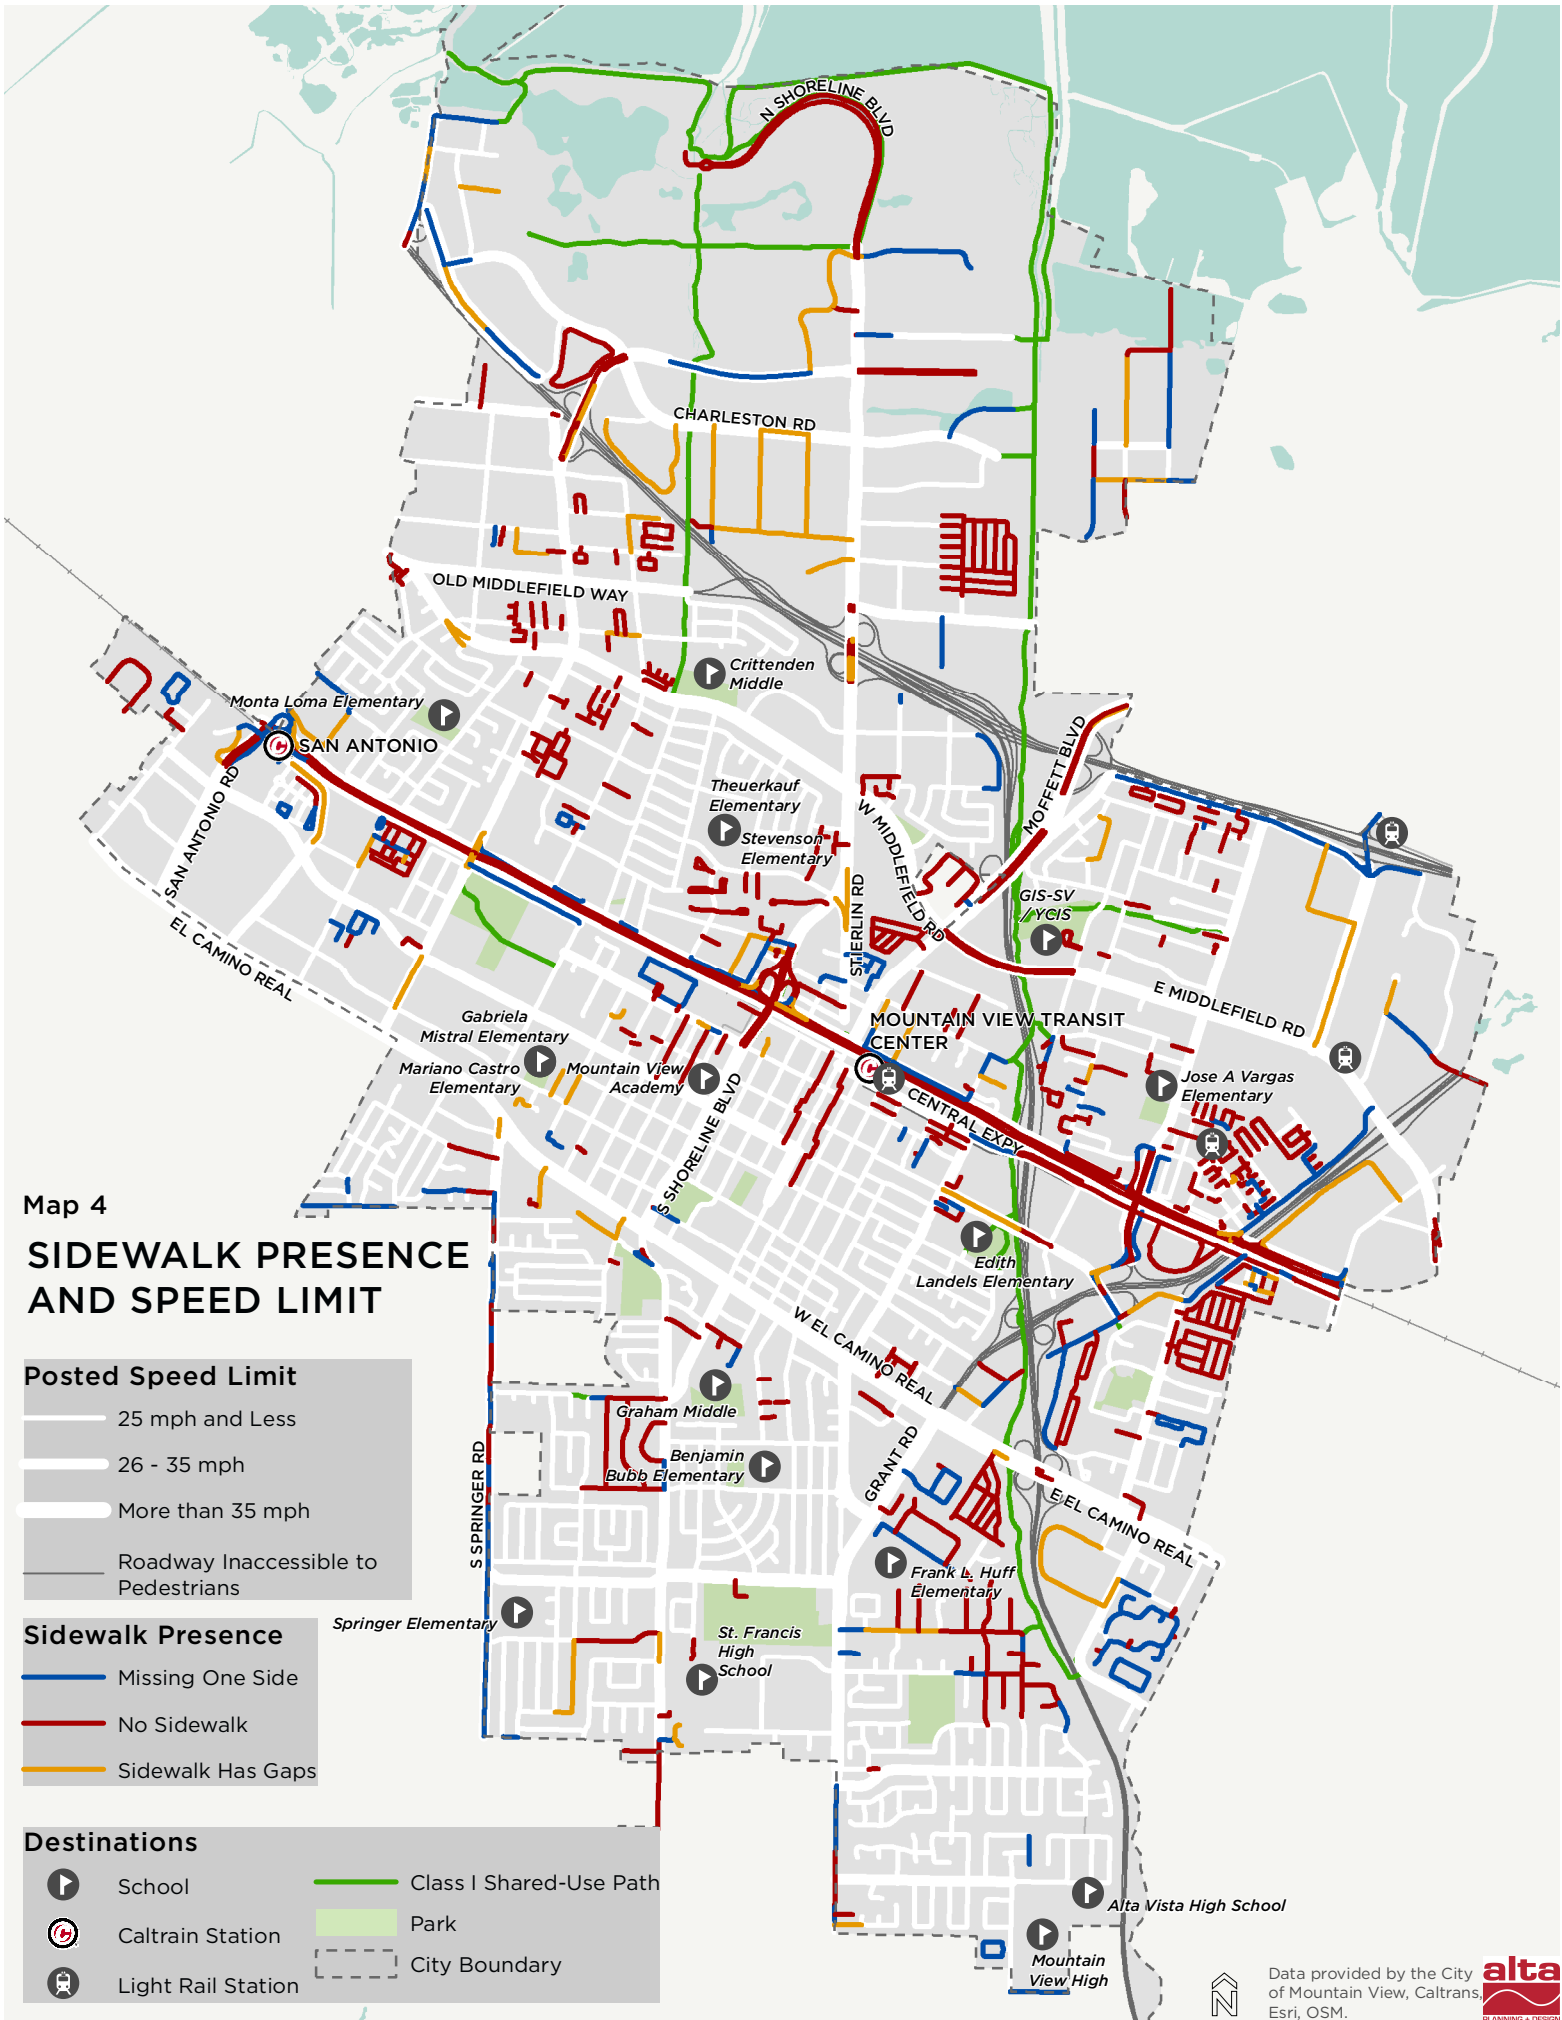 N SHORELINE BLVD
CHARLESTON RD
OLD MIDDLEFIELD WAY
Crittenden
Middle
Monta Loma Elementary
SAN ANTONIO
SAN ANTONIO RD
MOFFETT BLVD
Theuerkauf
Elementary
Stevenson
Elementary
W MIDDLEFIELD RD
STIERLIN RD
GIS-SV
/ YCIS
EL CAMINO REAL
E MIDDLEFIELD RD
Gabriela
Mistral Elementary
MOUNTAIN VIEW TRANSIT
CENTER
Mariano Castro
Elementary
Mountain View
Academy
Jose A Vargas
Elementary
CENTRAL EXPY
S SHORELINE BLVD
Edith
Landels Elementary
Map 4
SIDEWALK PRESENCE
AND SPEED LIMIT
W EL CAMINO REAL
Posted Speed Limit
25 mph and Less
26 - 35 mph
More than 35 mph
Roadway Inaccessible to
Pedestrians
Graham Middle
Benjamin
Bubb Elementary
GRANT RD
S SPRINGER RD
E EL CAMINO REAL
Frank L. Huff
Elementary
Springer Elementary
St. Francis
High
School
Sidewalk Presence
Missing One Side
No Sidewalk
Sidewalk Has Gaps
Destinations
School
Caltrain Station
Light Rail Station
Class I Shared-Use Path
Park
City Boundary
Alta Vista High School
Mountain
View High
N
Data provided by the City
of Mountain View, Caltrans,
Esri, OSM.
alta
PLANNING + DESIGN